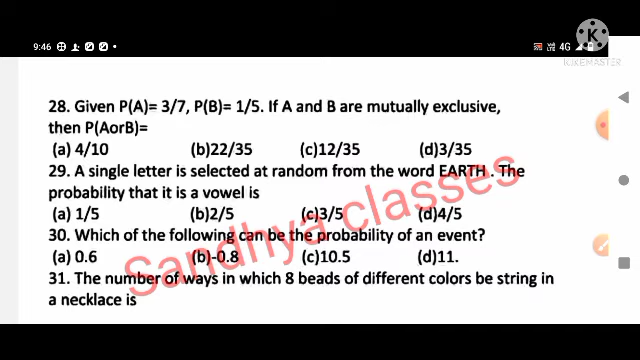 9:46
4G
K
KINEMASTER
28. Given P(A)= 3/7, P(B)= 1/5. If A and B are mutually exclusive,
then P(AorB)=
(a) 4/10 (b)22/35 (c)12/35 (d)3/35
29. A single letter is selected at random from the word EARTH . The
probability that it is a vowel is
(a) 1/5 (b)2/5 (c)3/5 (d)4/5
30. Which of the following can be the probability of an event?
(a) 0.6 (b)-0.8 (c)10.5 (d)11.
31. The number of ways in which 8 beads of different colors be string in
a necklace is
Sandhya classes